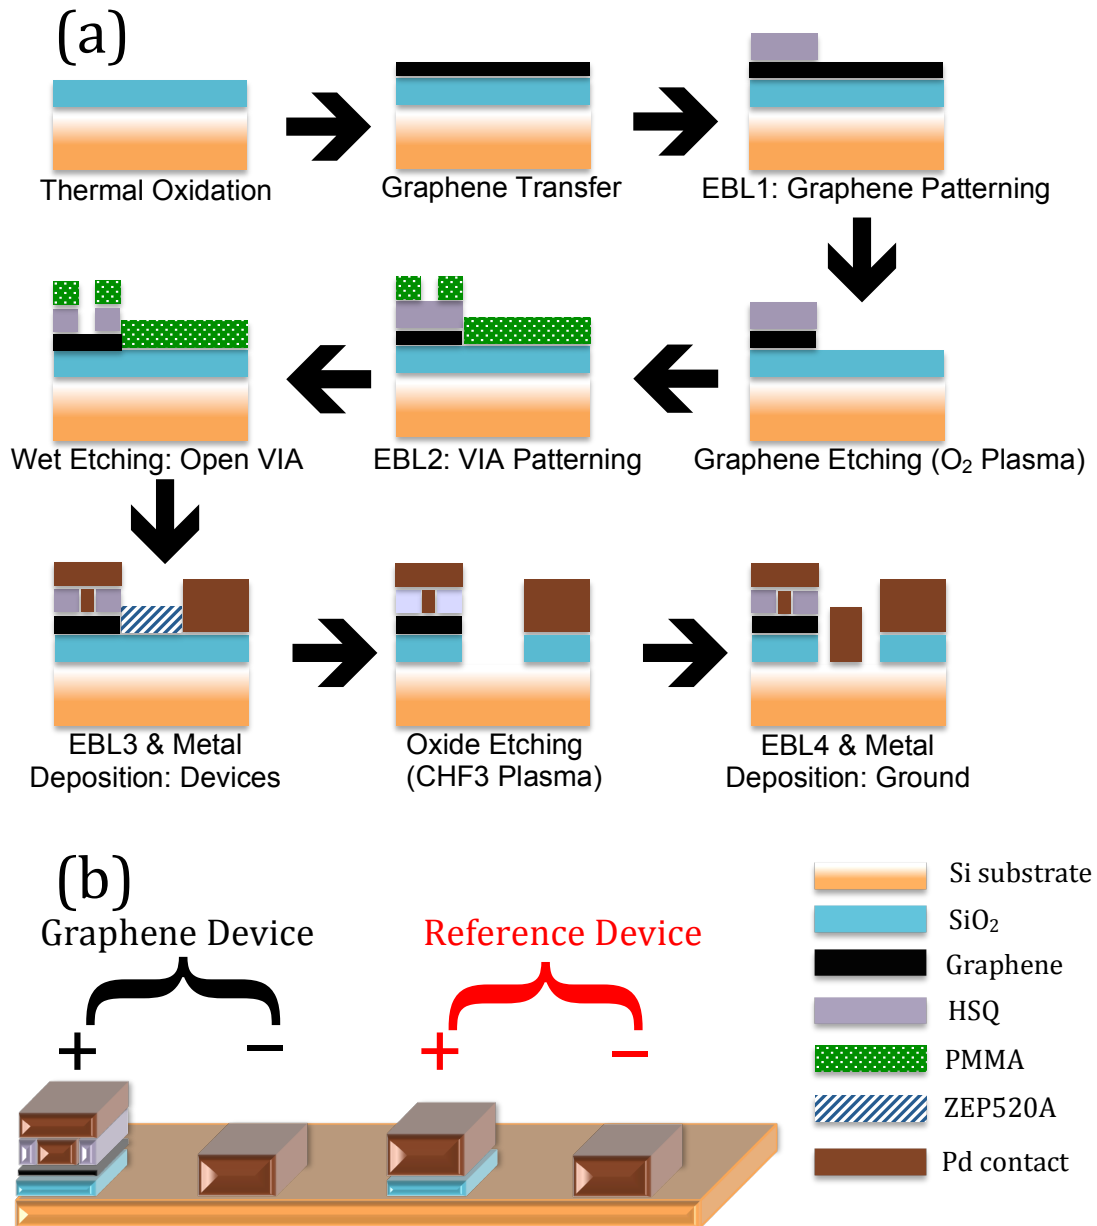 (a)
Thermal Oxidation
Graphene Transfer
EBL1: Graphene Patterning
Wet Etching: Open VIA
EBL2: VIA Patterning
Graphene Etching (O₂ Plasma)
EBL3 & Metal
Deposition: Devices
Oxide Etching
(CHF3 Plasma)
EBL4 & Metal
Deposition: Ground
(b)
Graphene Device
Reference Device
+
−
+
−
Si substrate
SiO₂
Graphene
HSQ
PMMA
ZEP520A
Pd contact